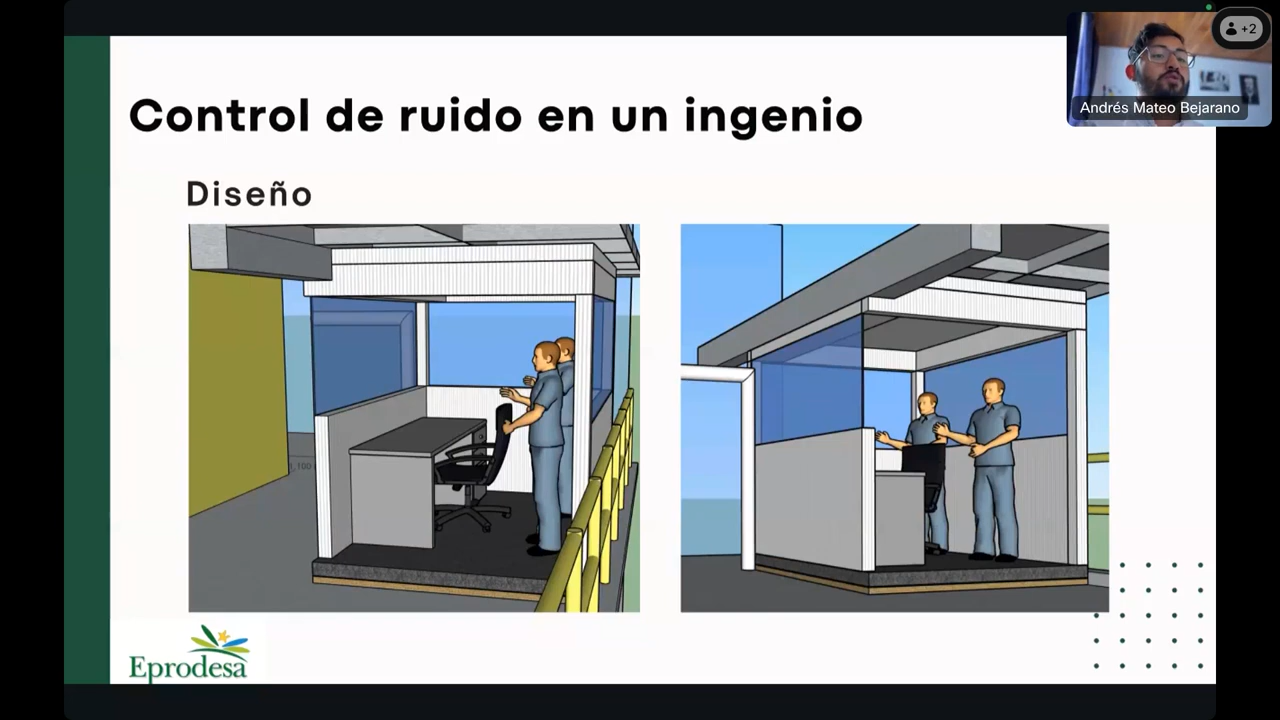 +2
Andrés Mateo Bejarano
Control de ruido en un ingenio
Diseño
Eprodesa